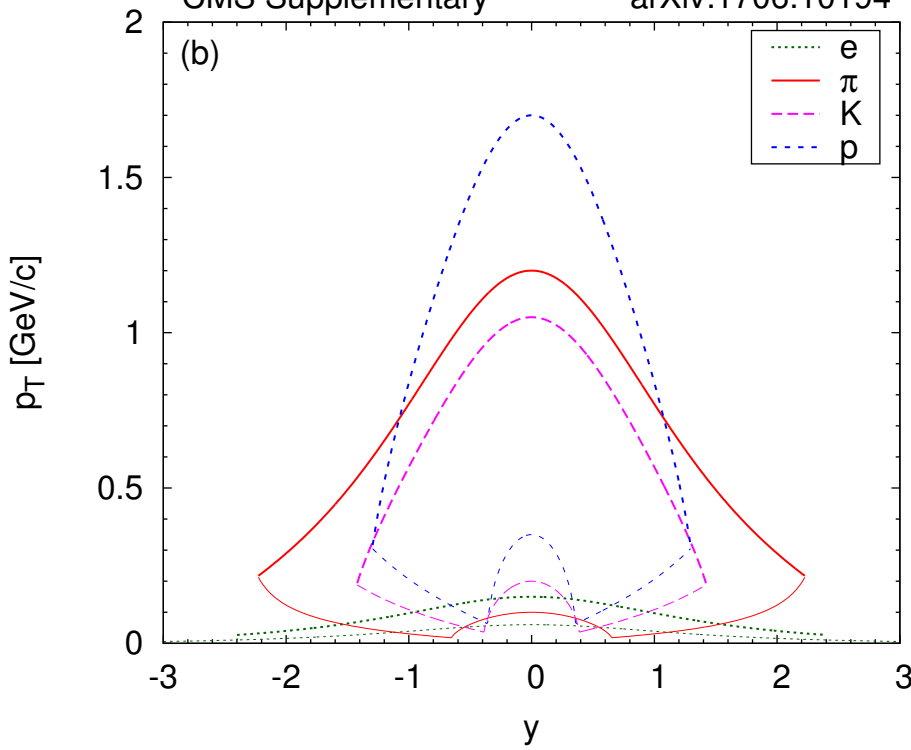 CMS Supplementary arXiv:1706.10194
(b)
e
π
K
p
2
1.5
1
0.5
0
pT [GeV/c]
-3 -2 -1 0 1 2 3
y